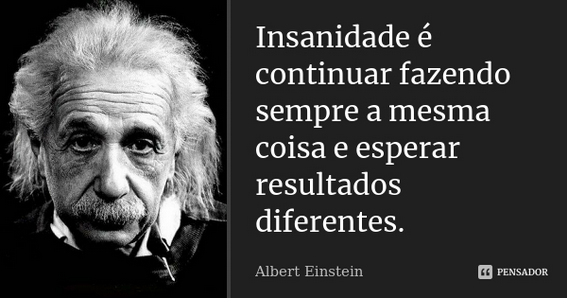 Insanidade é
continuar fazendo
sempre a mesma
coisa e esperar
resultados
diferentes.
Albert Einstein
PENSADOR